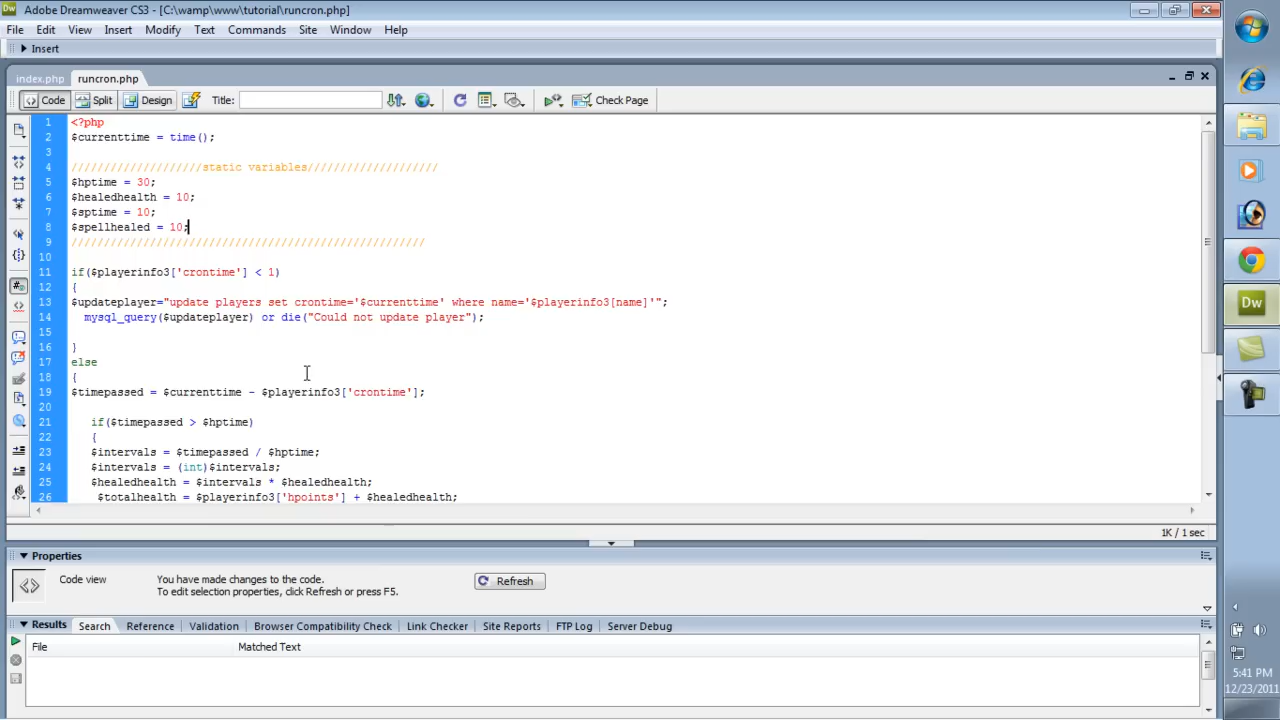 Adobe Dreamweaver CS3 - [C:\wamp\www\tutorial\runcron.php]
File Edit View Insert Modify Text Commands Site Window Help
Insert
index.php runcron.php
Code Split Design Title: Check Page
1 <?php
2 $currenttime = time();
3
4 ////////////////////static variables////////////////////
5 $hptime = 30;
6 $healedhealth = 10;
7 $sptime = 10;
8 $spellhealed = 10;
9 //////////////////////////////////////////////////////
10
11 if($playerinfo3['crontime'] < 1)
12 {
13 $updateplayer="update players set crontime='$currenttime' where name='$playerinfo3[name]'";
14 mysql_query($updateplayer) or die("Could not update player");
15
16 }
17 else
18 {
19 $timepassed = $currenttime - $playerinfo3['crontime'];
20
21 if($timepassed > $hptime)
22 {
23 $intervals = $timepassed / $hptime;
24 $intervals = (int)$intervals;
25 $healedhealth = $intervals * $healedhealth;
26 $totalhealth = $playerinfo3['hpoints'] + $healedhealth;
1K / 1 sec
Properties
Code view You have made changes to the code. Refresh
To edit selection properties, click Refresh or press F5.
Results Search Reference Validation Browser Compatibility Check Link Checker Site Reports FTP Log Server Debug
File Matched Text
5:41 PM
12/23/2011